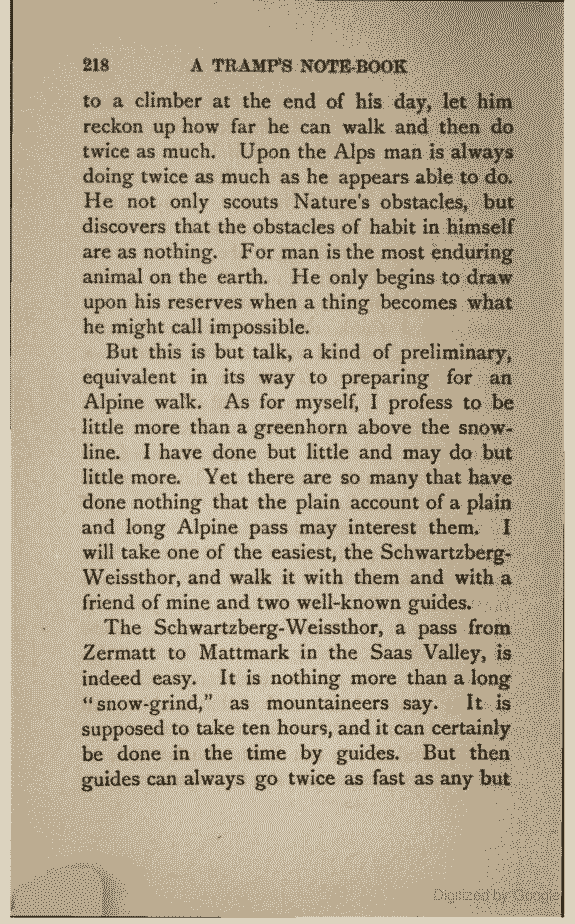 218 A TRAMP'S NOTE-BOOK
to a climber at the end of his day, let him
reckon up how far he can walk and then do
twice as much. Upon the Alps man is always
doing twice as much as he appears able to do.
He not only scouts Nature's obstacles, but
discovers that the obstacles of habit in himself
are as nothing. For man is the most enduring
animal on the earth. He only begins to draw
upon his reserves when a thing becomes what
he might call impossible.
But this is but talk, a kind of preliminary,
equivalent in its way to preparing for an
Alpine walk. As for myself, I profess to be
little more than a greenhorn above the snow-
line. I have done but little and may do but
little more. Yet there are so many that have
done nothing that the plain account of a plain
and long Alpine pass may interest them. I
will take one of the easiest, the Schwartzberg-
Weissthor, and walk it with them and with a
friend of mine and two well-known guides.
The Schwartzberg-Weissthor, a pass from
Zermatt to Mattmark in the Saas Valley, is
indeed easy. It is nothing more than a long
"snow-grind," as mountaineers say. It is
supposed to take ten hours, and it can certainly
be done in the time by guides. But then
guides can always go twice as fast as any but
Digitized by Google